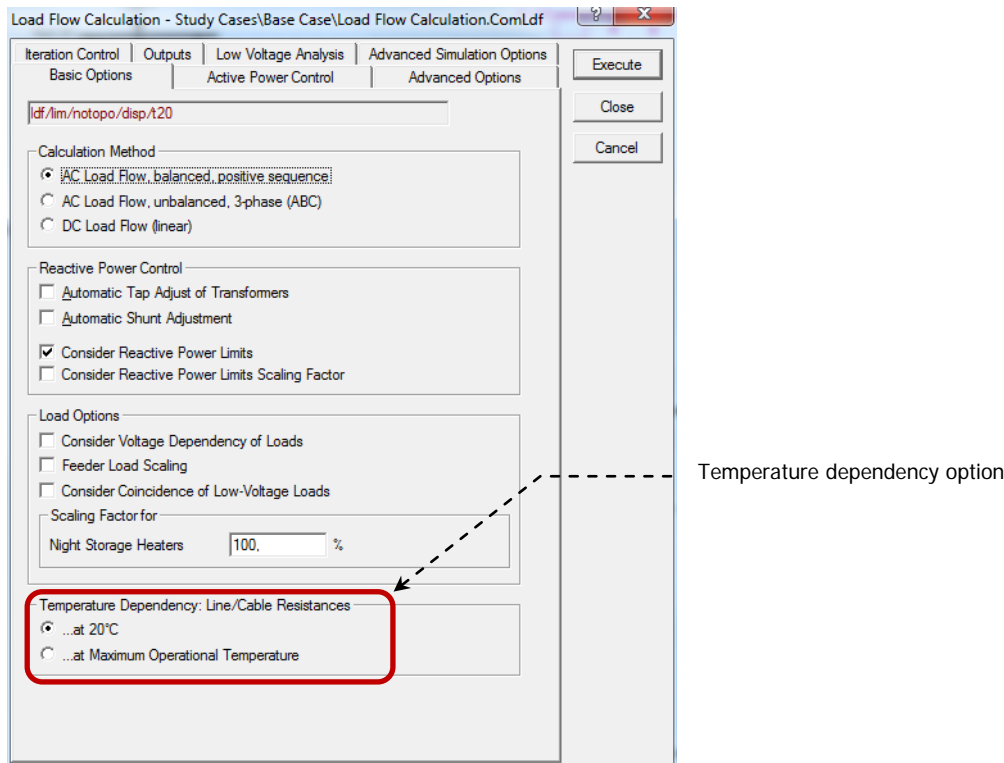 Load Flow Calculation - Study Cases\Base Case\Load Flow Calculation.ComLdf
? X
Iteration Control Outputs Low Voltage Analysis Advanced Simulation Options
Basic Options Active Power Control Advanced Options
Execute
Close
Cancel
ldf/lim/notopo/disp/t20
Calculation Method
AC Load Flow, balanced, positive sequence
AC Load Flow, unbalanced, 3-phase (ABC)
DC Load Flow (linear)
Reactive Power Control
Automatic Tap Adjust of Transformers
Automatic Shunt Adjustment
Consider Reactive Power Limits
Consider Reactive Power Limits Scaling Factor
Load Options
Consider Voltage Dependency of Loads
Feeder Load Scaling
Consider Coincidence of Low-Voltage Loads
Scaling Factor for
Night Storage Heaters 100, %
Temperature dependency option
Temperature Dependency: Line/Cable Resistances
...at 20°C
...at Maximum Operational Temperature